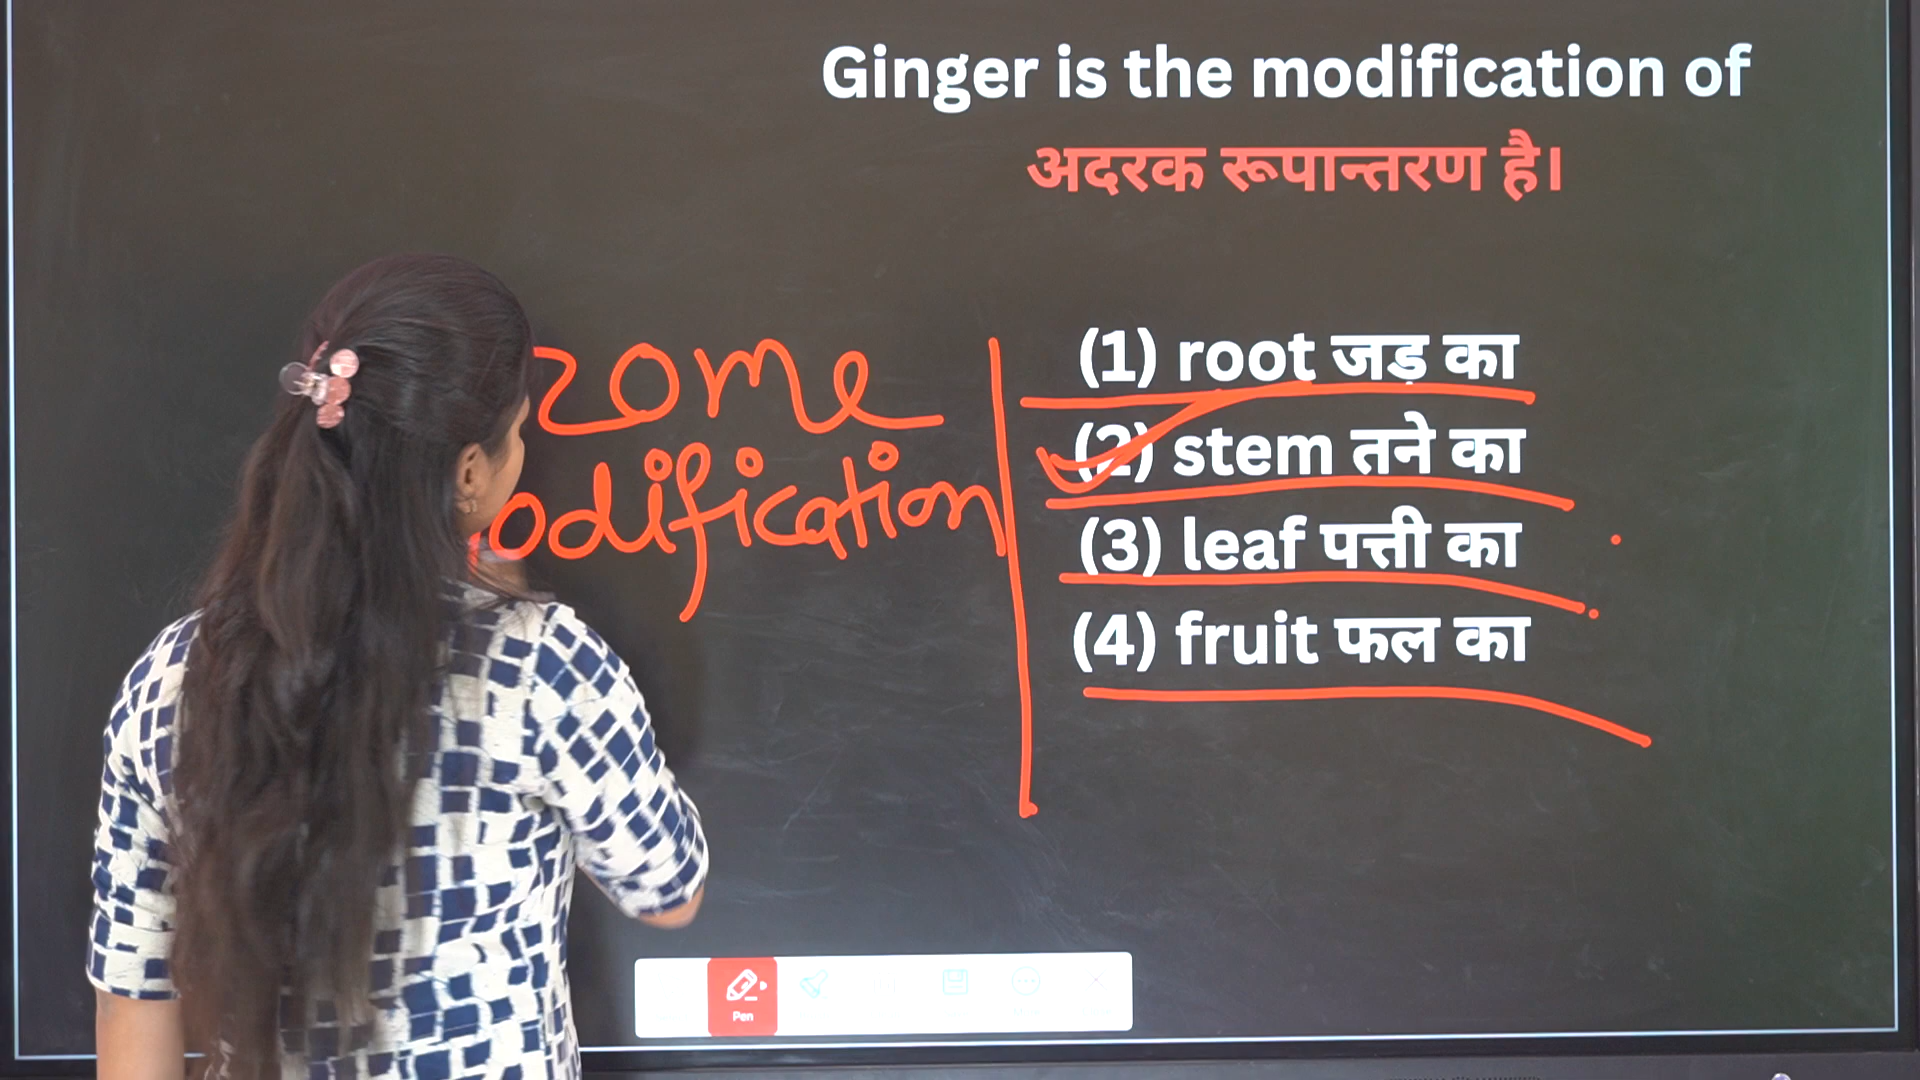 Ginger is the modification of
अदरक रूपान्तरण है।
zome
odification
(1) root जड़ का
(2) stem तने का
(3) leaf पत्ती का
(4) fruit फल का
Pen